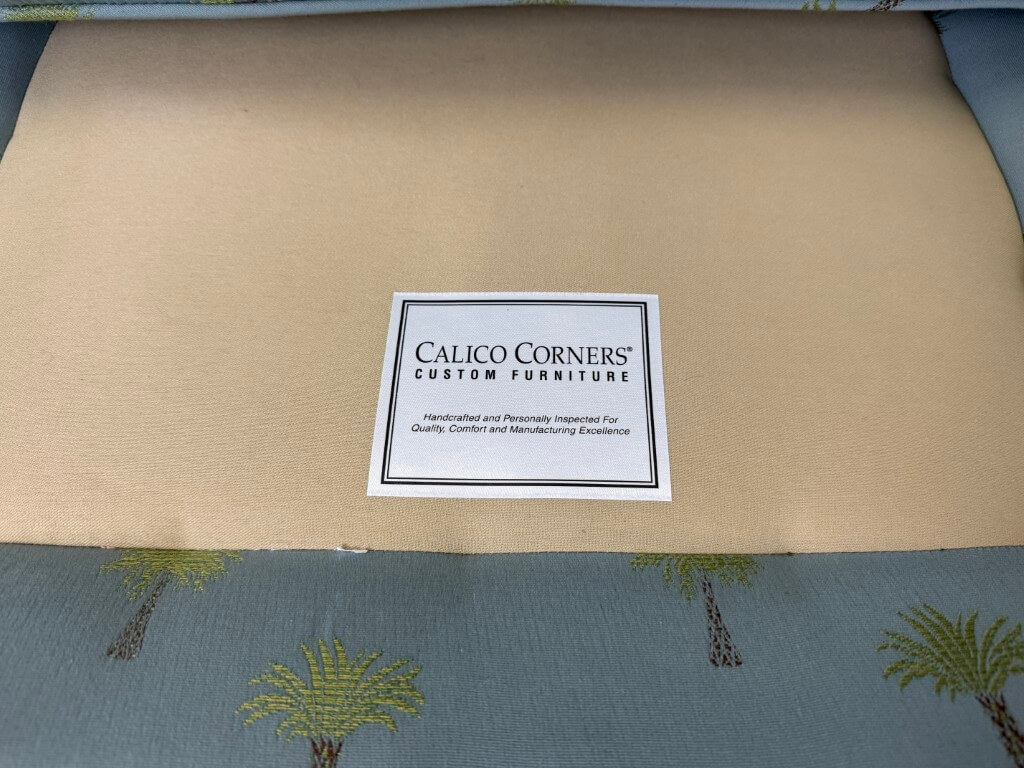 CALICO CORNERS®
CUSTOM FURNITURE
Handcrafted and Personally Inspected For
Quality, Comfort and Manufacturing Excellence